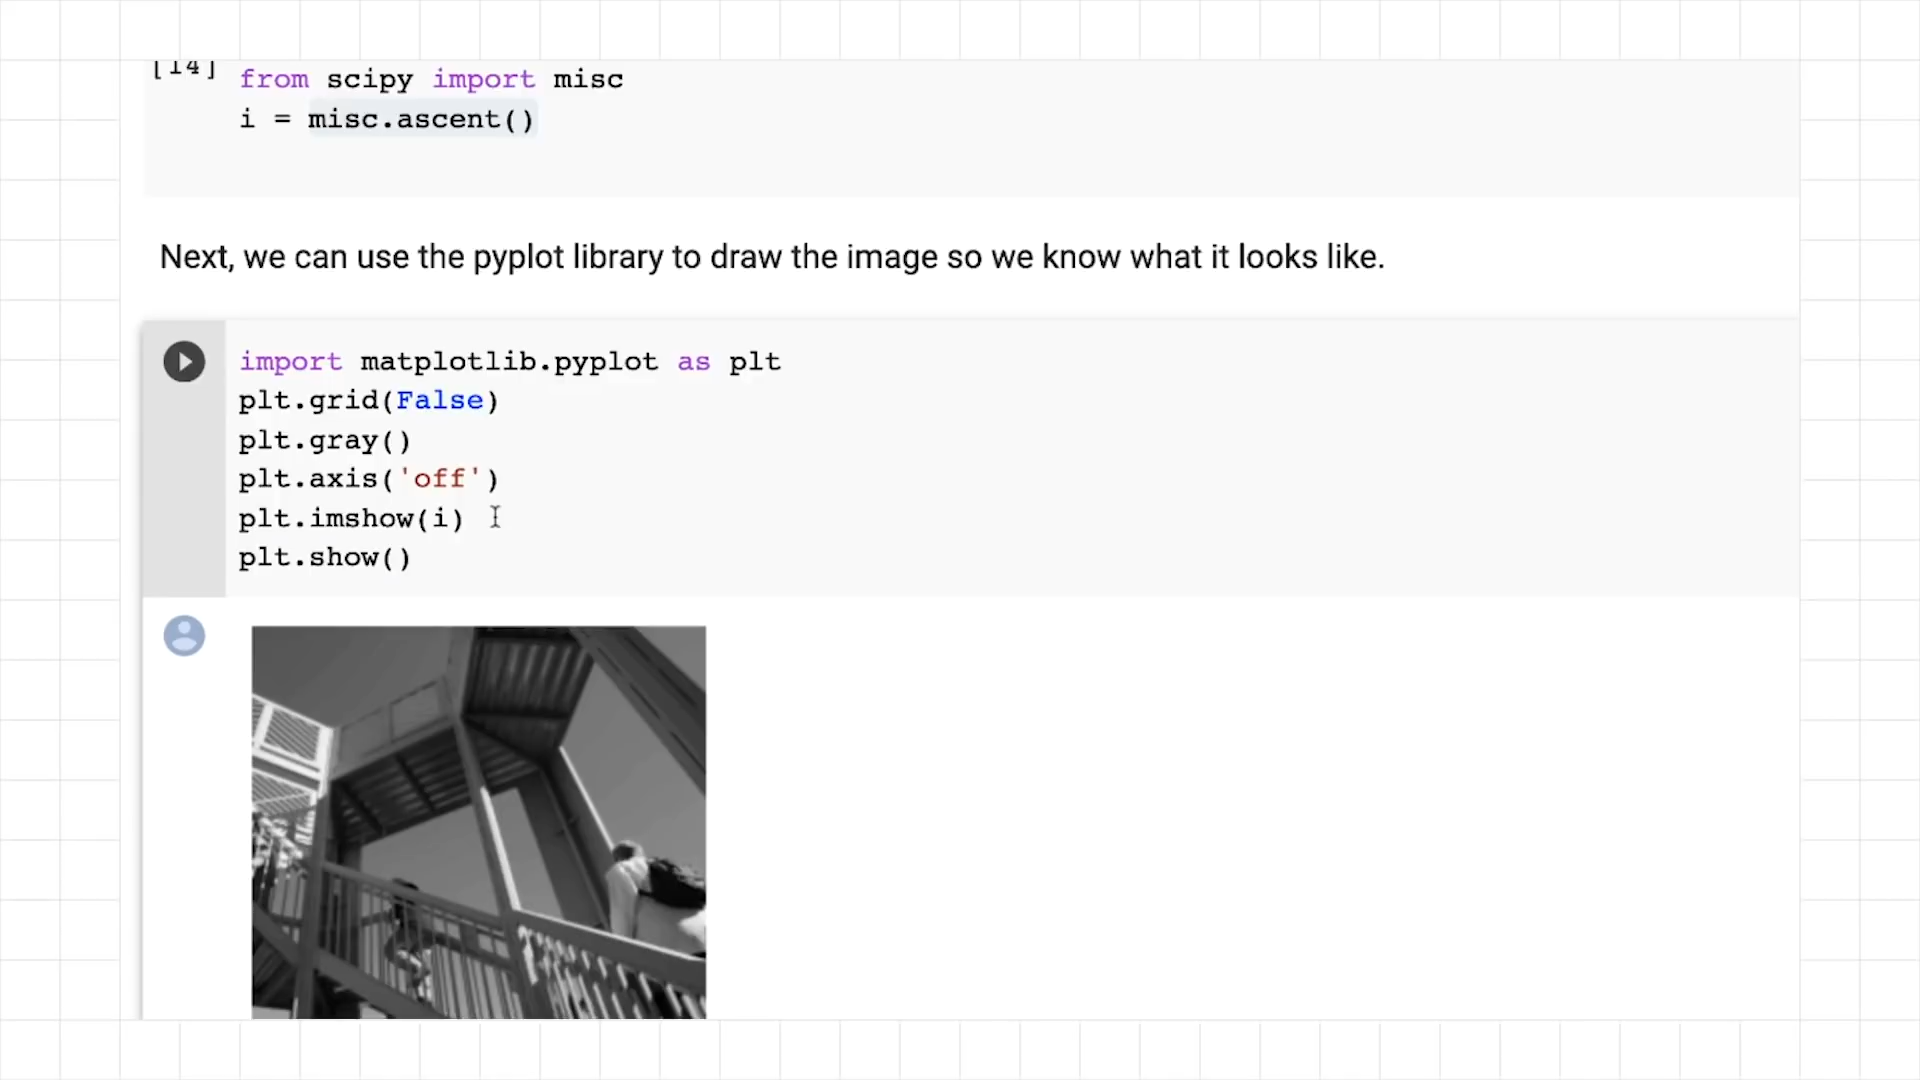 [14] from scipy import misc
i = misc.ascent()
Next, we can use the pyplot library to draw the image so we know what it looks like.
import matplotlib.pyplot as plt
plt.grid(False)
plt.gray()
plt.axis('off')
plt.imshow(i)
plt.show()